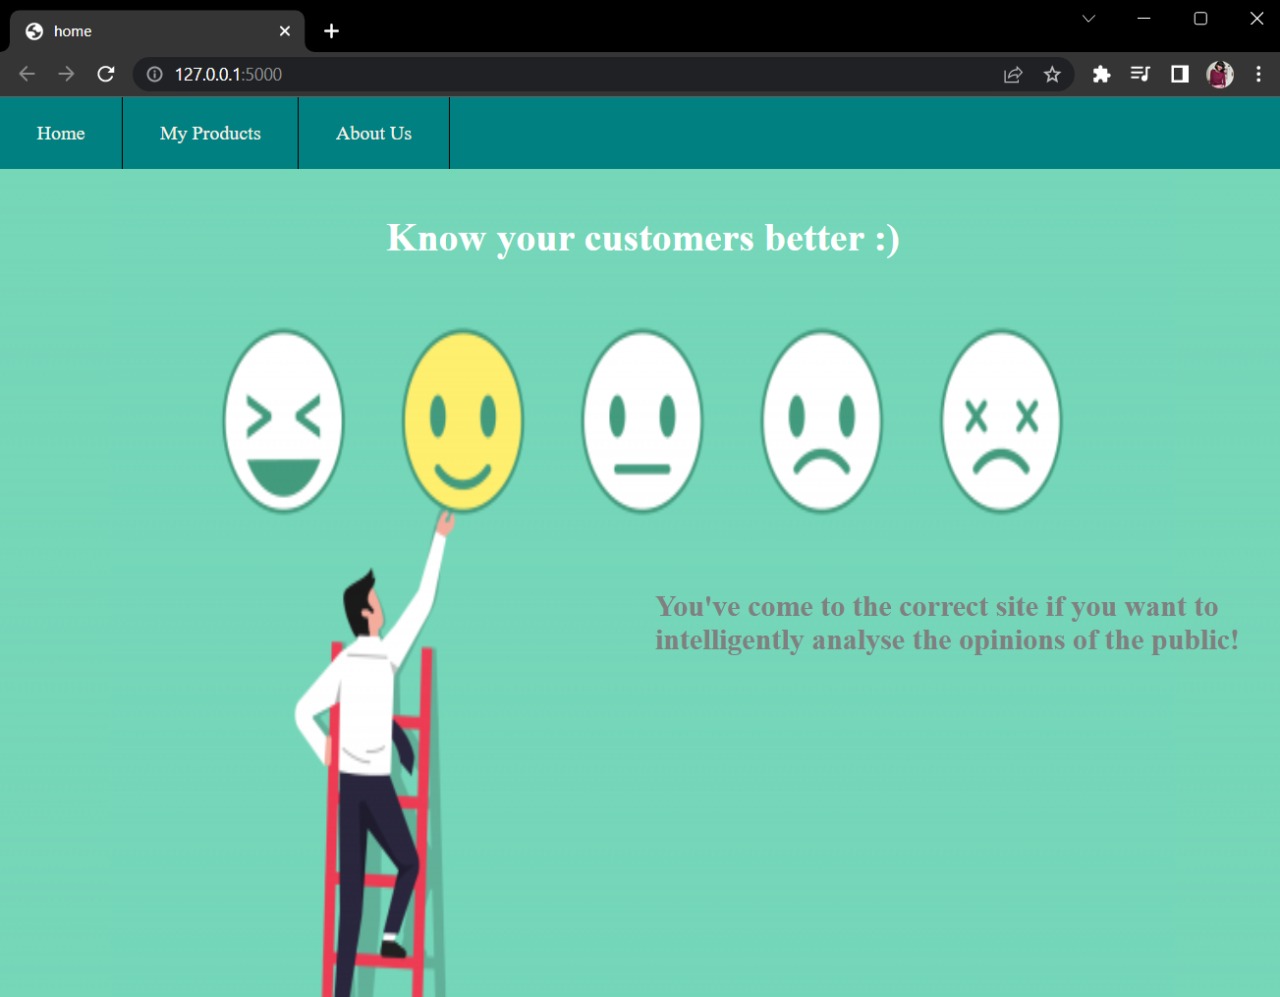 home
127.0.0.1:5000
Home
My Products
About Us
Know your customers better :)
You've come to the correct site if you want to
intelligently analyse the opinions of the public!